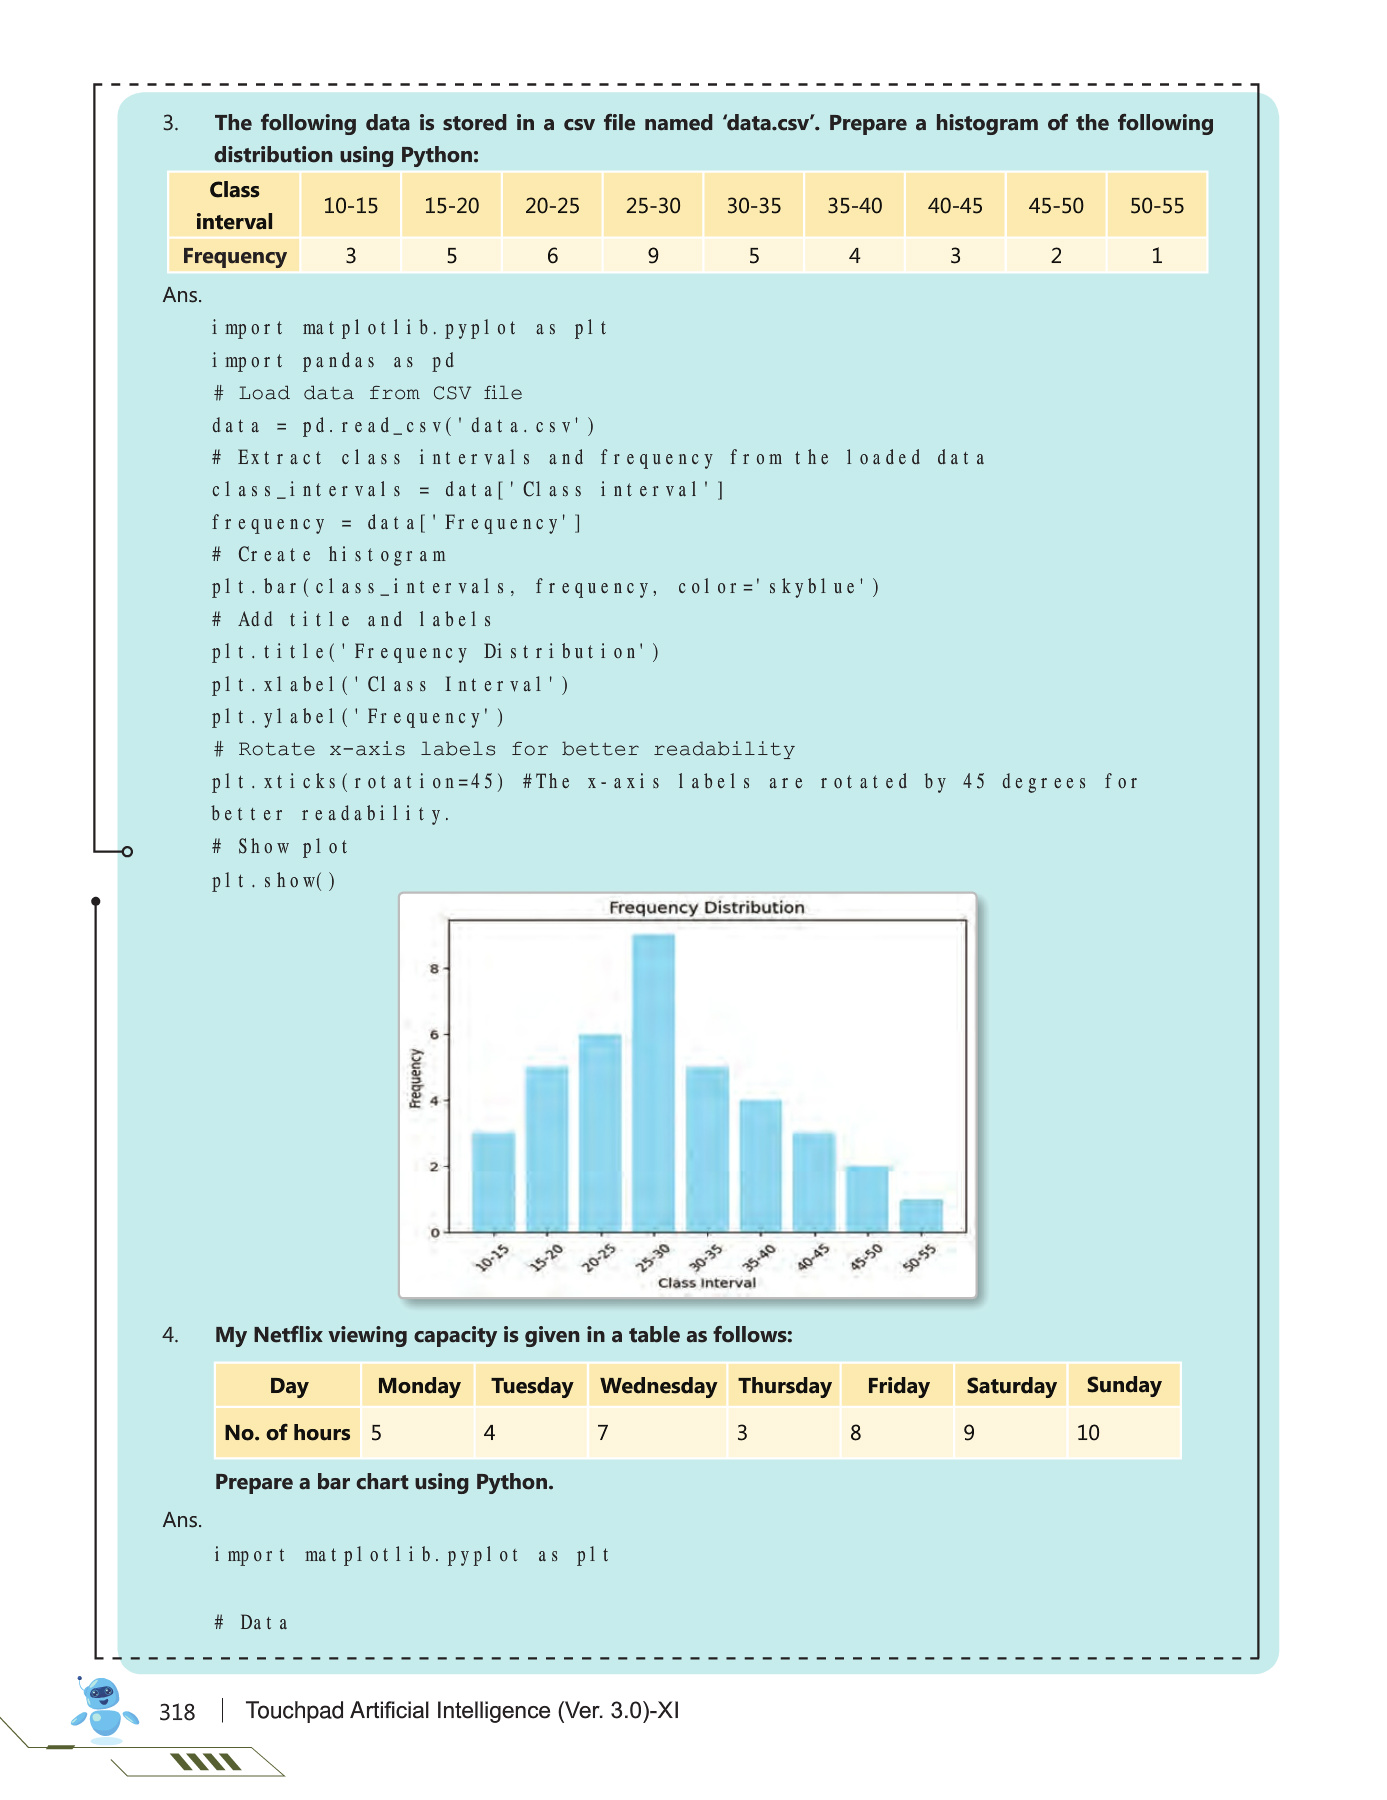 3. The following data is stored in a csv file named ‘data.csv’. Prepare a histogram of the following
distribution using Python:
Class interval 10-15 15-20 20-25 25-30 30-35 35-40 40-45 45-50 50-55
Frequency 3 5 6 9 5 4 3 2 1
Ans.
import matplotlib.pyplot as plt
import pandas as pd
# Load data from CSV file
data = pd.read_csv('data.csv')
# Extract class intervals and frequency from the loaded data
class_intervals = data['Class interval']
frequency = data['Frequency']
# Create histogram
plt.bar(class_intervals, frequency, color='skyblue')
# Add title and labels
plt.title('Frequency Distribution')
plt.xlabel('Class Interval')
plt.ylabel('Frequency')
# Rotate x-axis labels for better readability
plt.xticks(rotation=45) #The x-axis labels are rotated by 45 degrees for
better readability.
# Show plot
plt.show()
Frequency Distribution
Frequency
8
6
4
2
0
10-15 15-20 20-25 25-30 30-35 35-40 40-45 45-50 50-55
Class Interval
4. My Netflix viewing capacity is given in a table as follows:
Day Monday Tuesday Wednesday Thursday Friday Saturday Sunday
No. of hours 5 4 7 3 8 9 10
Prepare a bar chart using Python.
Ans.
import matplotlib.pyplot as plt
# Data
318 Touchpad Artificial Intelligence (Ver. 3.0)-XI